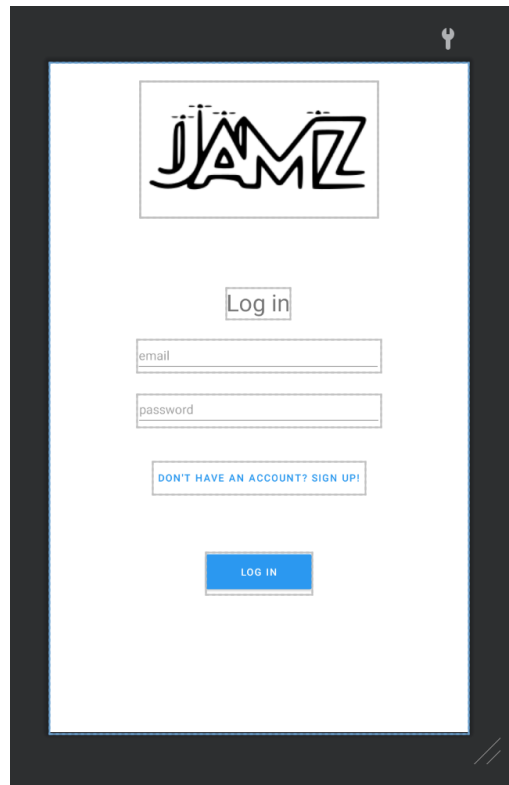 JAMZ
Log in
email
password
DON'T HAVE AN ACCOUNT? SIGN UP!
LOG IN